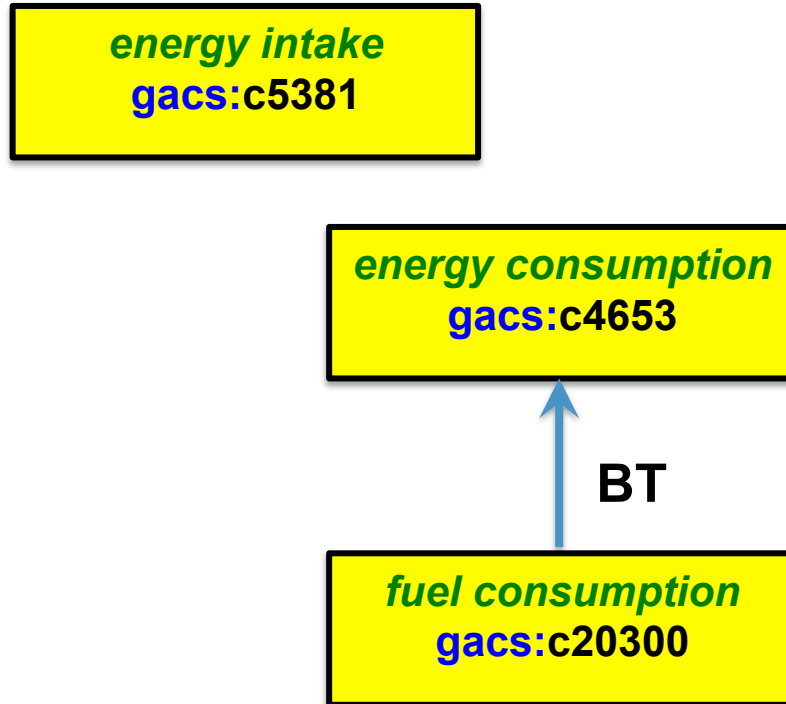 energy intake
gacs:c5381
energy consumption
gacs:c4653
BT
fuel consumption
gacs:c20300